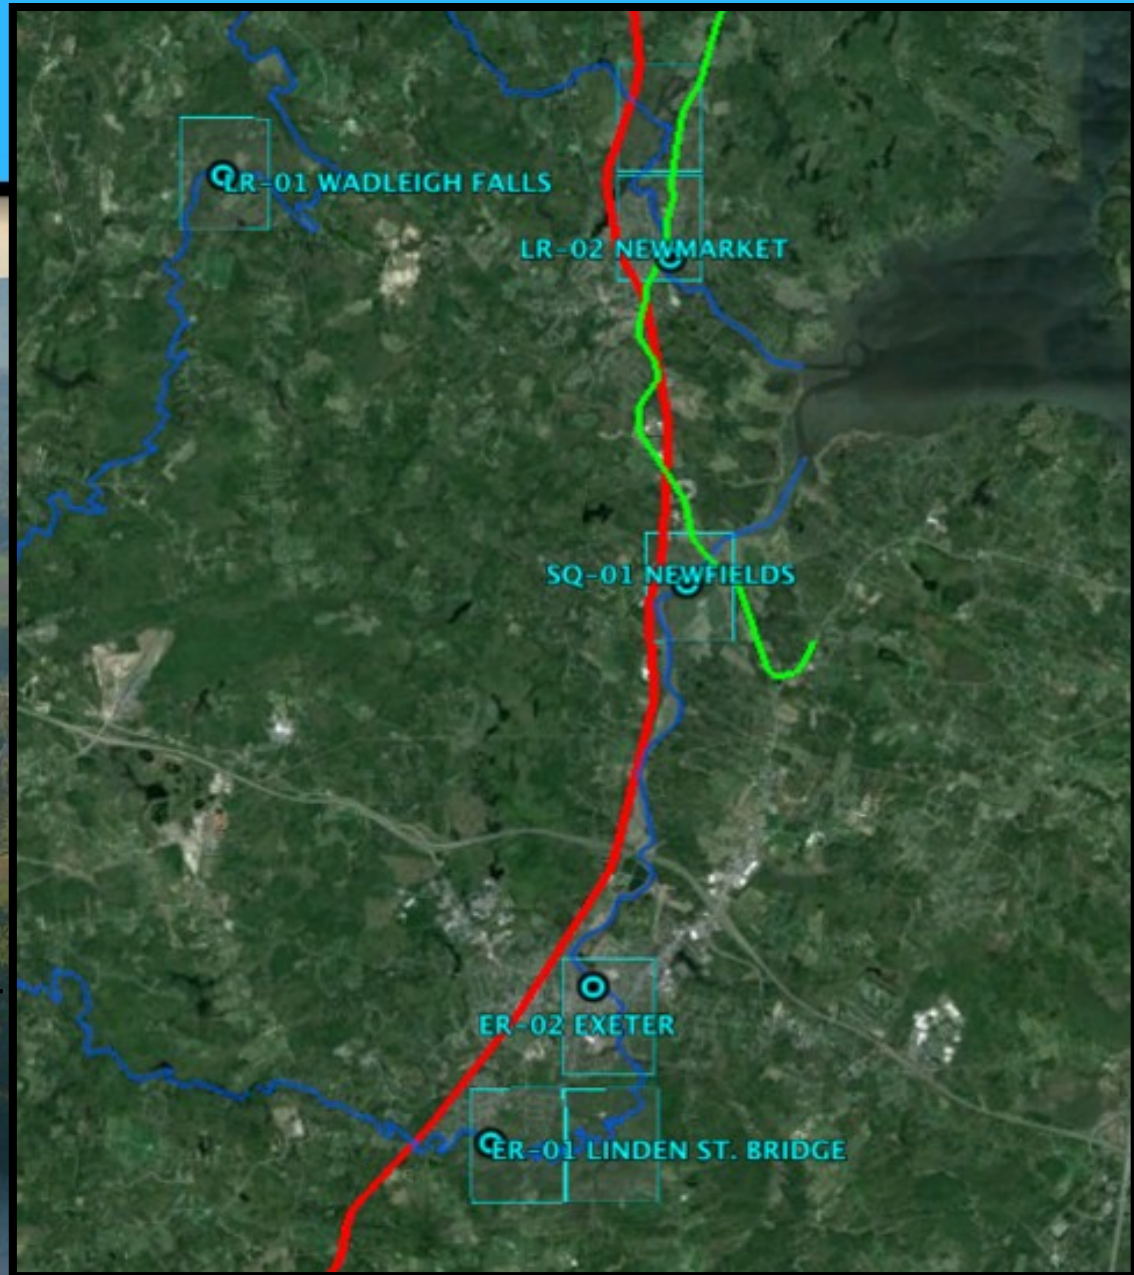 LR-01 WADLEIGH FALLS
LR-02 NEWMARKET
SQ-01 NEWFIELDS
ER-02 EXETER
ER-01 LINDEN ST. BRIDGE